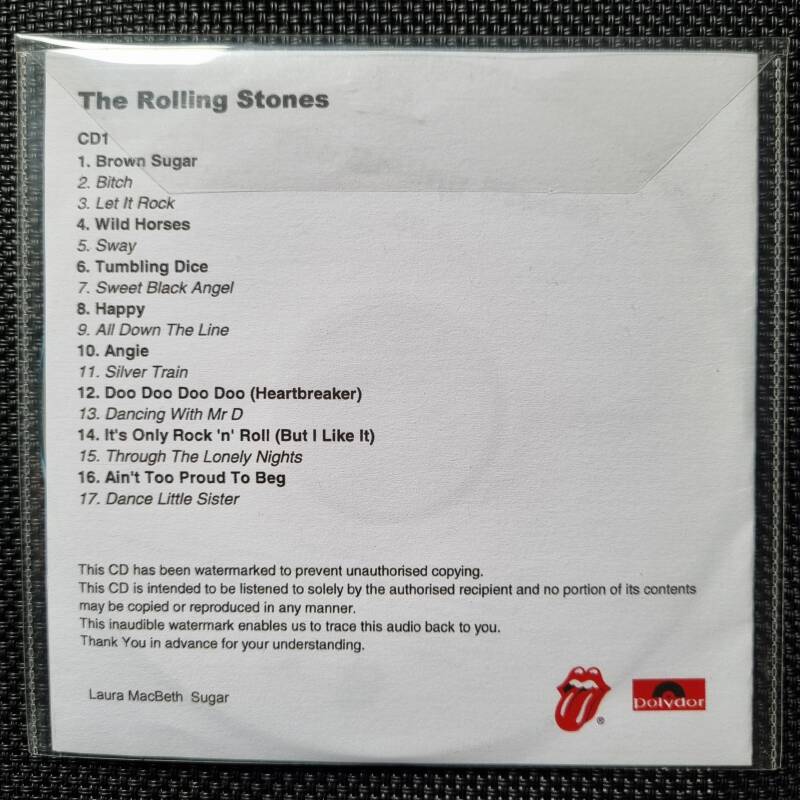 The Rolling Stones
CD1
1. Brown Sugar
2. Bitch
3. Let It Rock
4. Wild Horses
5. Sway
6. Tumbling Dice
7. Sweet Black Angel
8. Happy
9. All Down The Line
10. Angie
11. Silver Train
12. Doo Doo Doo Doo (Heartbreaker)
13. Dancing With Mr D
14. It's Only Rock 'n' Roll (But I Like It)
15. Through The Lonely Nights
16. Ain't Too Proud To Beg
17. Dance Little Sister
This CD has been watermarked to prevent unauthorised copying.
This CD is intended to be listened to solely by the authorised recipient and no portion of its contents
may be copied or reproduced in any manner.
This inaudible watermark enables us to trace this audio back to you.
Thank You in advance for your understanding.
Laura MacBeth Sugar
®
Polydor